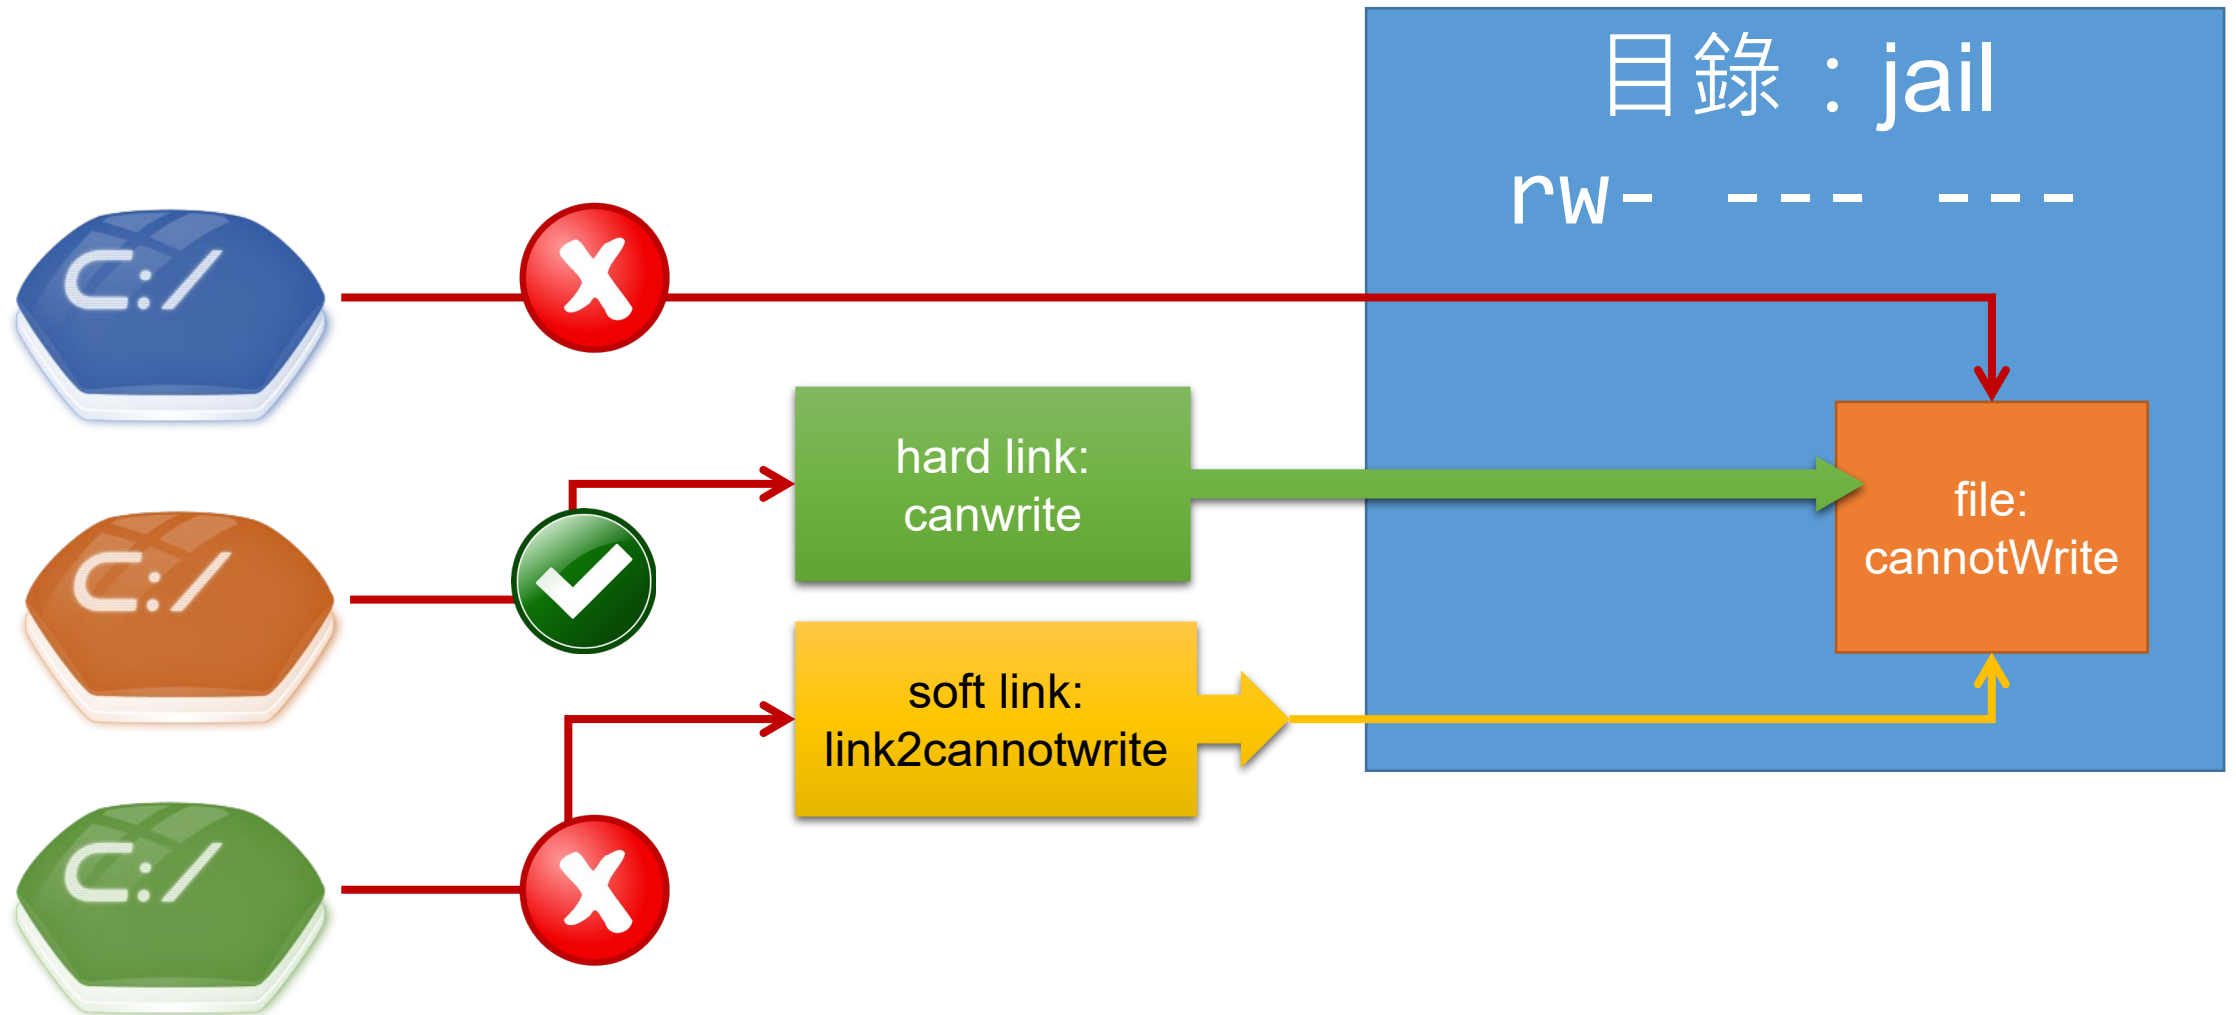 目錄：jail
rw- --- ---
C:/
hard link:
canwrite
file:
cannotWrite
C:/
soft link:
link2cannotwrite
C:/